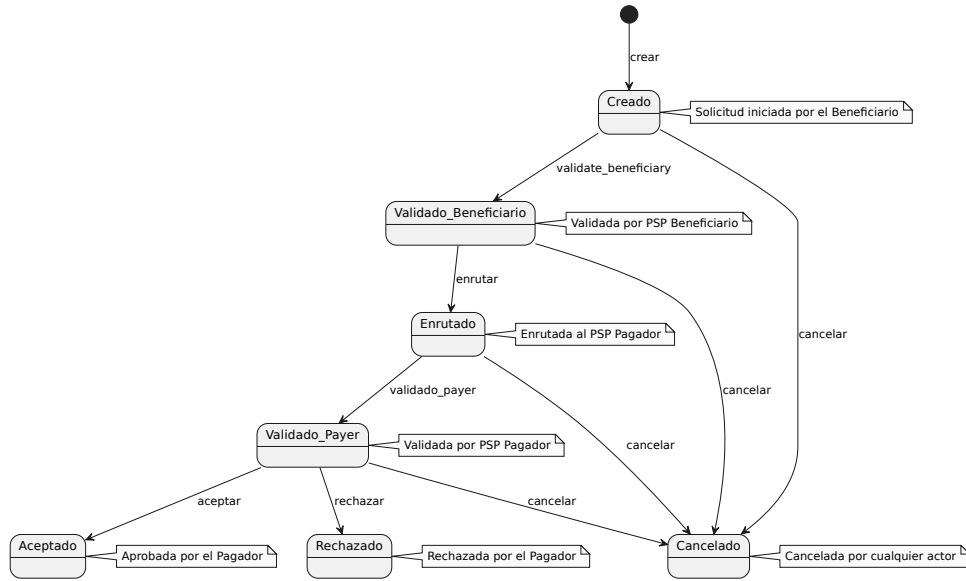 crear
Creado
Solicitud iniciada por el Beneficiario
validate_beneficiary
Validado_Beneficiario
Validada por PSP Beneficiario
enrutar
Enrutado
Enrutada al PSP Pagador
cancelar
validado_payer
cancelar
Validado_Payer
Validada por PSP Pagador
cancelar
aceptar
rechazar
cancelar
Aceptado
Aprobada por el Pagador
Rechazado
Rechazada por el Pagador
Cancelado
Cancelada por cualquier actor